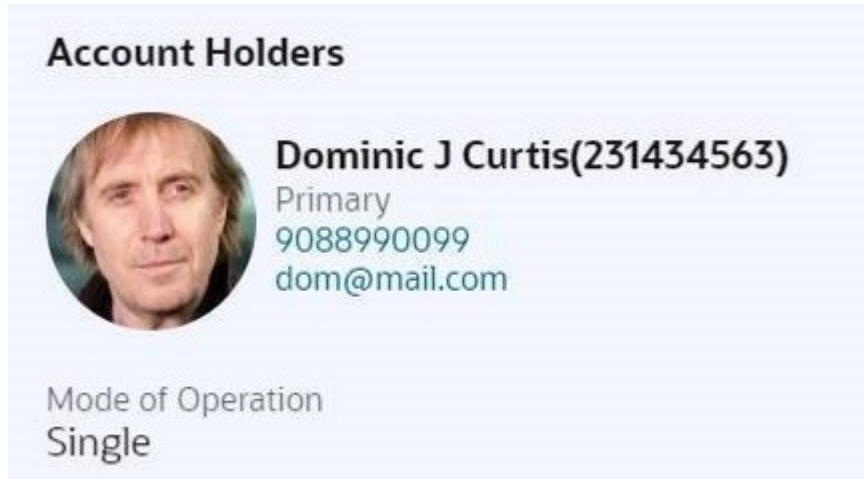 Account Holders
Dominic J Curtis(231434563)
Primary
9088990099
dom@mail.com
Mode of Operation
Single